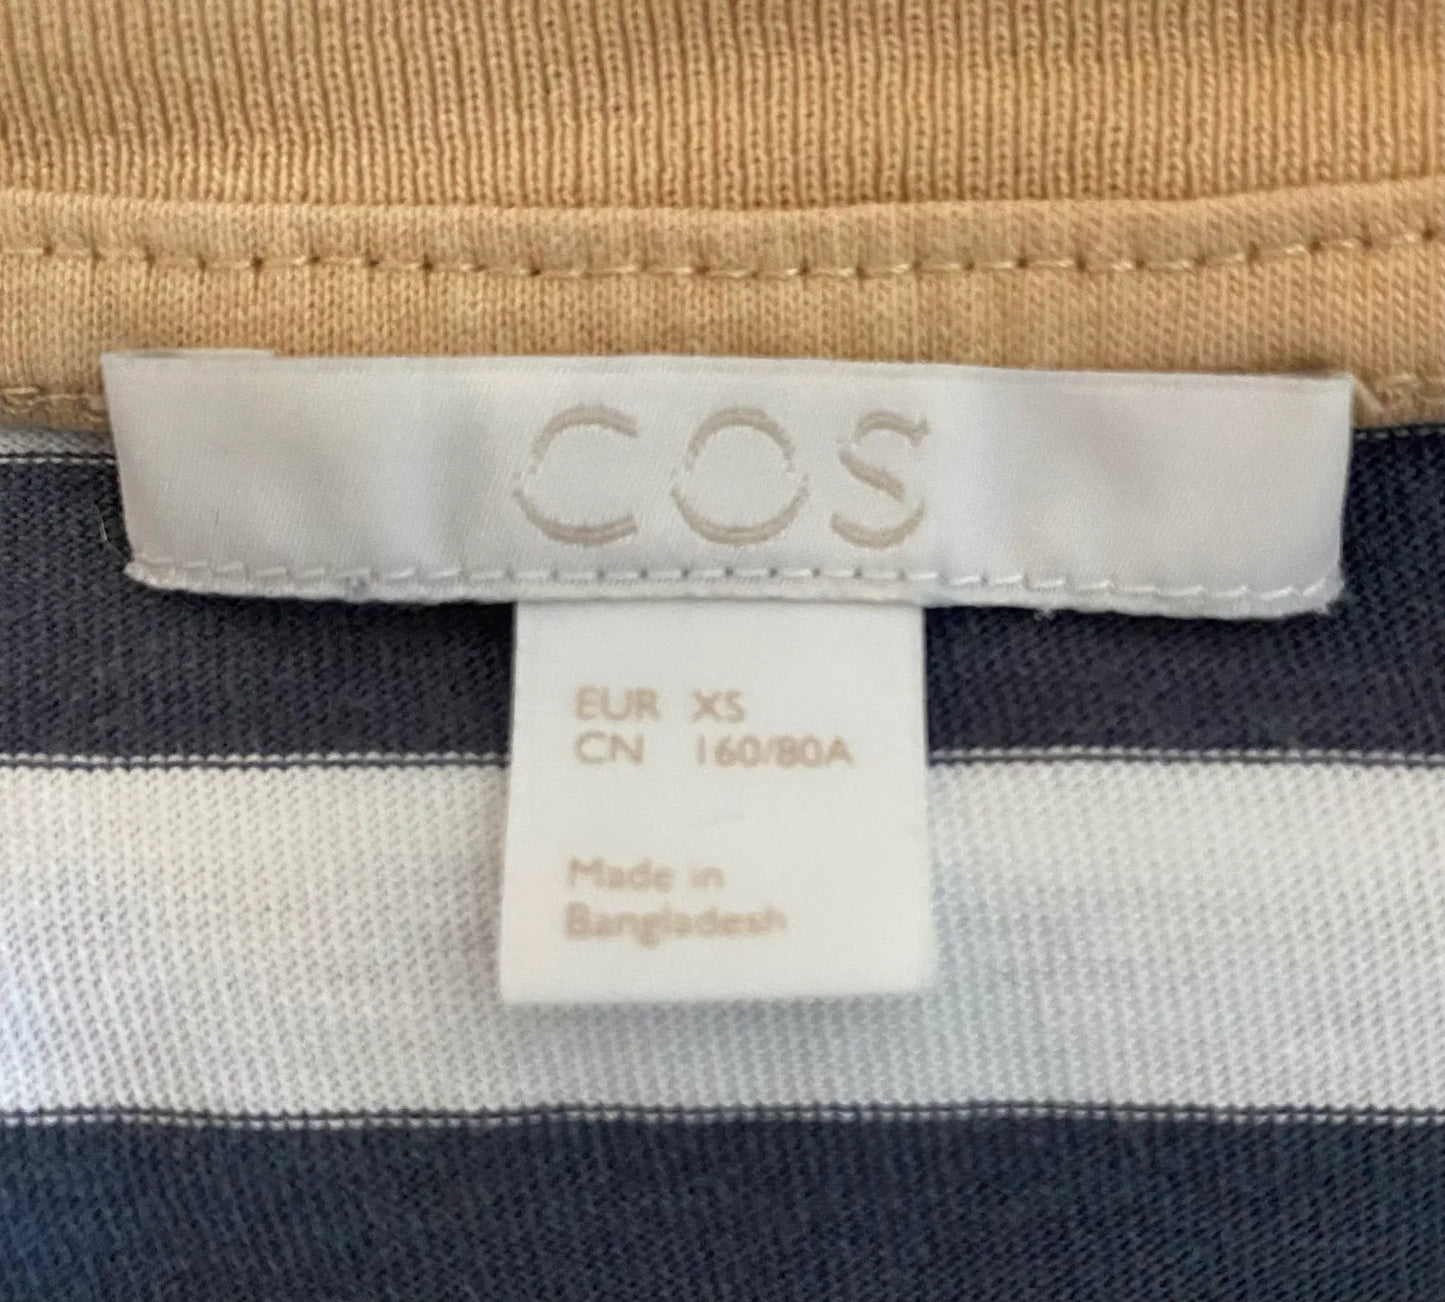 COS
EUR XS
CN 160/80A
Made in
Bangladesh